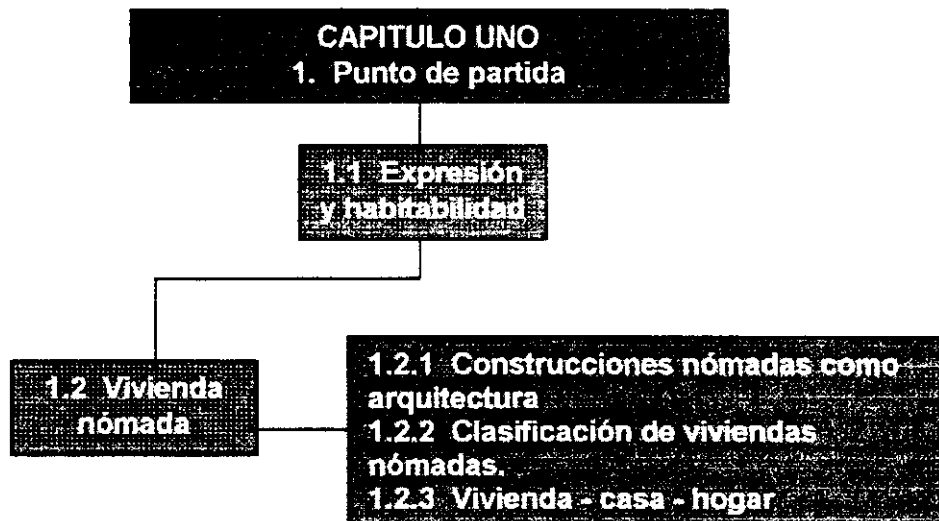 CAPITULO UNO
1. Punto de partida
1.1 Expresión
y habitabilidad
1.2 Vivienda
nómada
1.2.1 Construcciones nómadas como
arquitectura
1.2.2 Clasificación de viviendas
nómadas.
1.2.3 Vivienda - casa - hogar